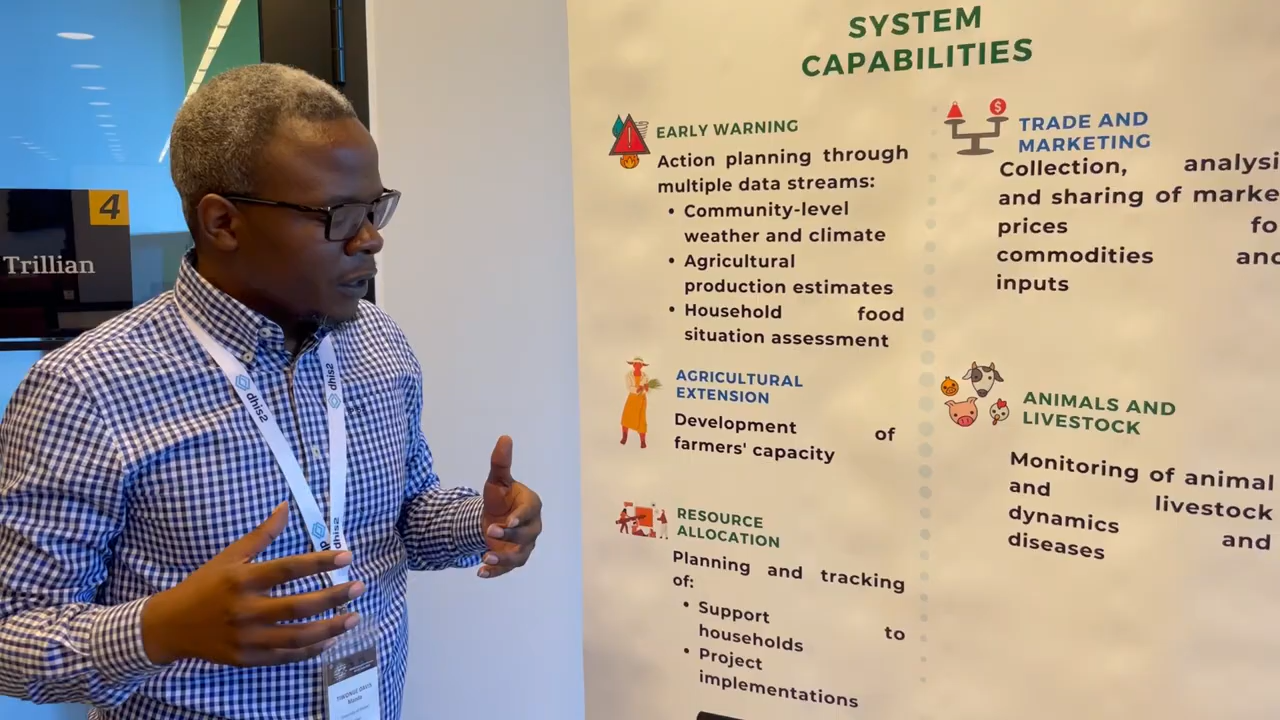 SYSTEM
CAPABILITIES
EARLY WARNING
Action planning through
multiple data streams:
• Community-level
weather and climate
• Agricultural
production estimates
• Household food
situation assessment
AGRICULTURAL
EXTENSION
Development of
farmers' capacity
RESOURCE
ALLOCATION
Planning and tracking
of:
• Support to
households
• Project
implementations
$
TRADE AND
MARKETING
Collection, analysi
and sharing of marke
prices fo
commodities and
inputs
ANIMALS AND
LIVESTOCK
Monitoring of animal
and livestock
dynamics and
diseases
4
Trillian
dhis2
dhis2
dhis2
TIWONGE DAVIS